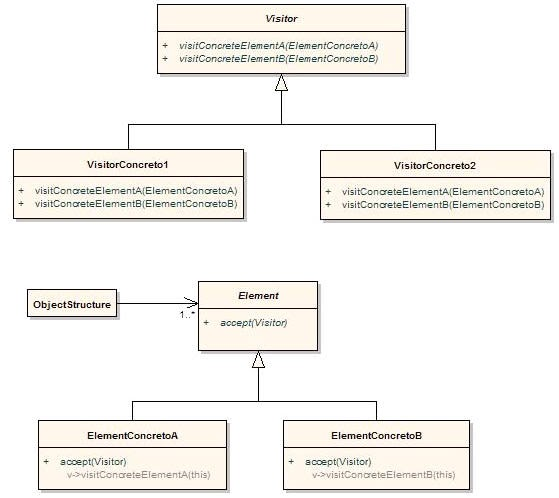 Visitor
+ visitConcreteElementA(ElementConcretoA)
+ visitConcreteElementB(ElementConcretoB)
VisitorConcreto1
+ visitConcreteElementA(ElementConcretoA)
+ visitConcreteElementB(ElementConcretoB)
VisitorConcreto2
+ visitConcreteElementA(ElementConcretoA)
+ visitConcreteElementB(ElementConcretoB)
ObjectStructure
1..*
Element
+ accept(Visitor)
ElementConcretoA
+ accept(Visitor)
v->visitConcreteElementA(this)
ElementConcretoB
+ accept(Visitor)
v->visitConcreteElementB(this)